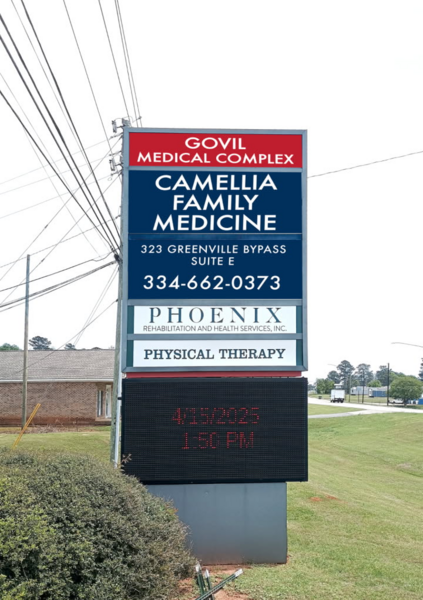 GOVIL
MEDICAL COMPLEX
CAMELLIA
FAMILY
MEDICINE
323 GREENVILLE BYPASS
SUITE E
334-662-0373
PHOENIX
REHABILITATION AND HEALTH SERVICES, INC.
PHYSICAL THERAPY
4/15/2025
1:50 PM